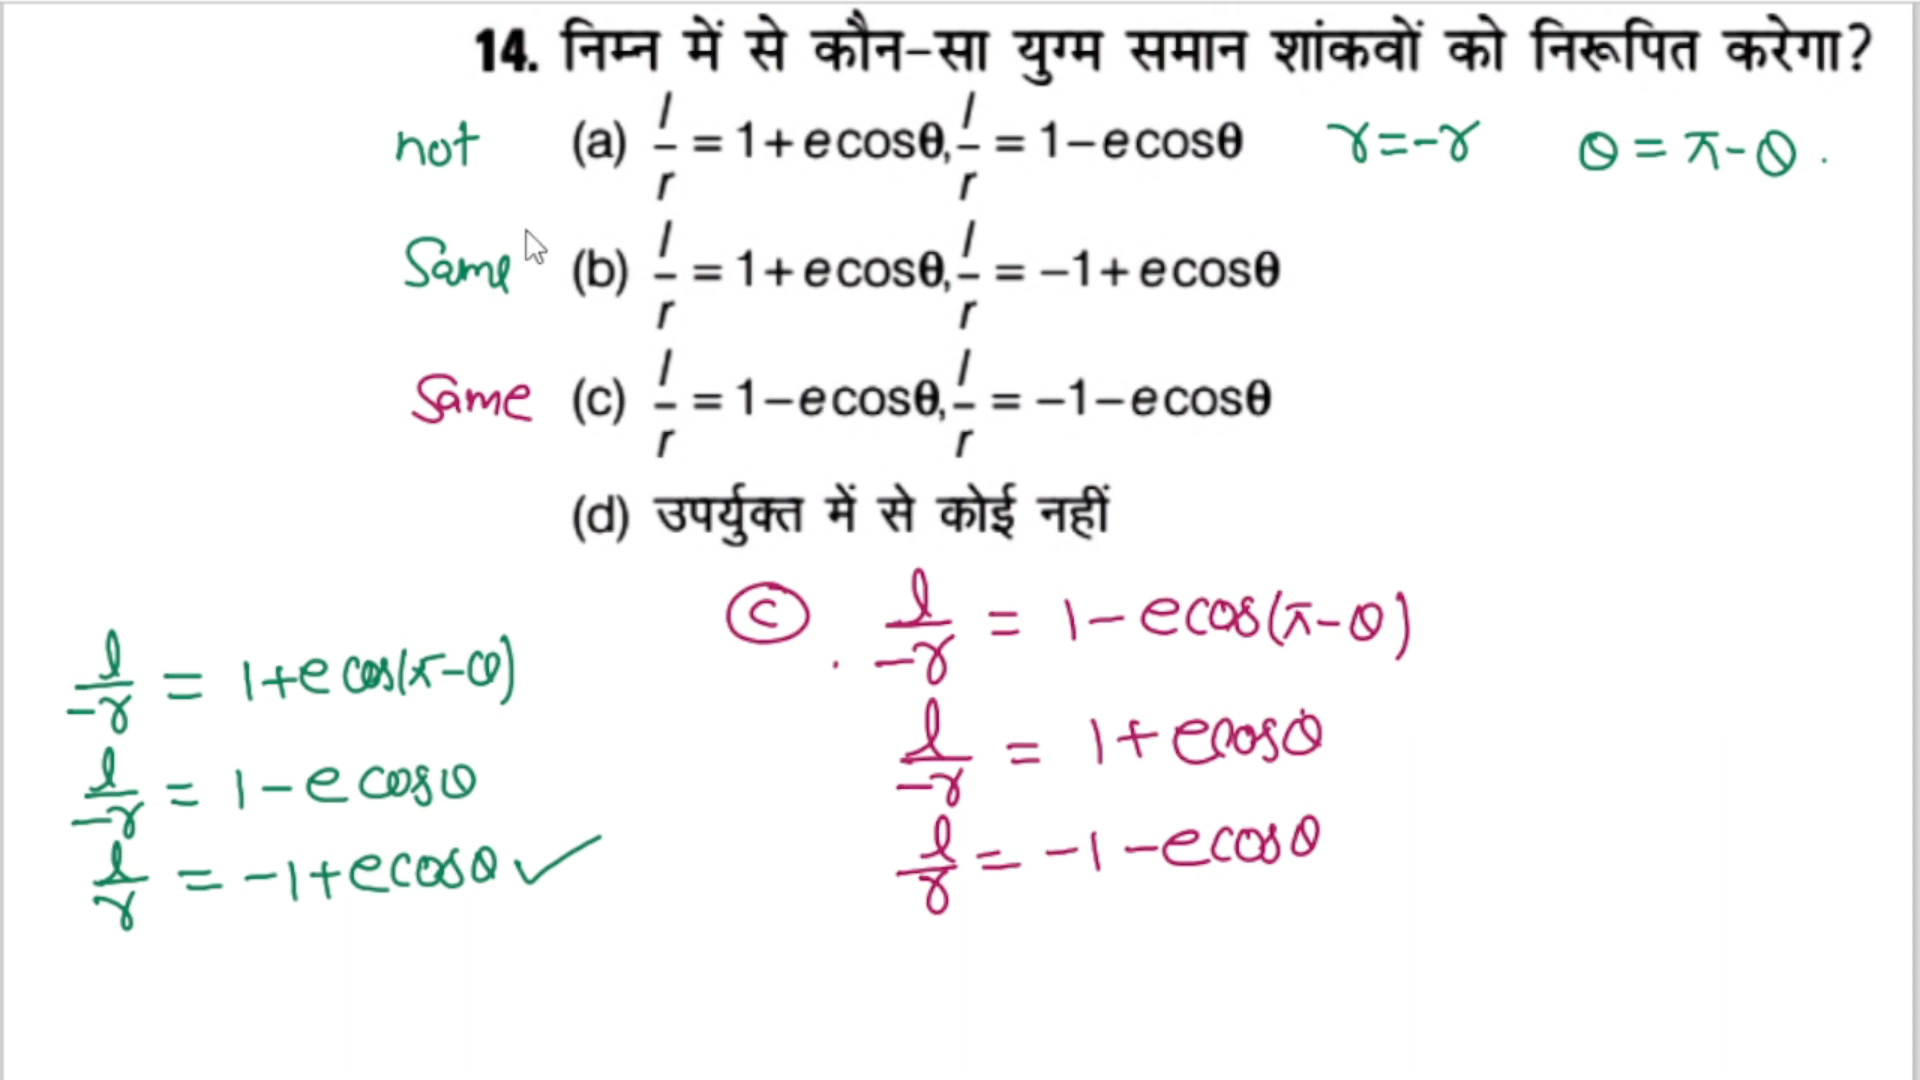 14. निम्न में से कौन-सा युग्म समान शांकवों को निरूपित करेगा?
not (a) l/r = 1+ecosθ, l/r = 1-ecosθ r=-r θ=π-θ.
Same (b) l/r = 1+ecosθ, l/r = -1+ecosθ
Same (c) l/r = 1-ecosθ, l/r = -1-ecosθ
(d) उपर्युक्त में से कोई नहीं
l/-r = 1+ecos(π-θ)
l/-r = 1-ecosθ
l/r = -1+ecosθ ✓
(c) . l/-r = 1-ecos(π-θ)
l/-r = 1+ecosθ
l/r = -1-ecosθ